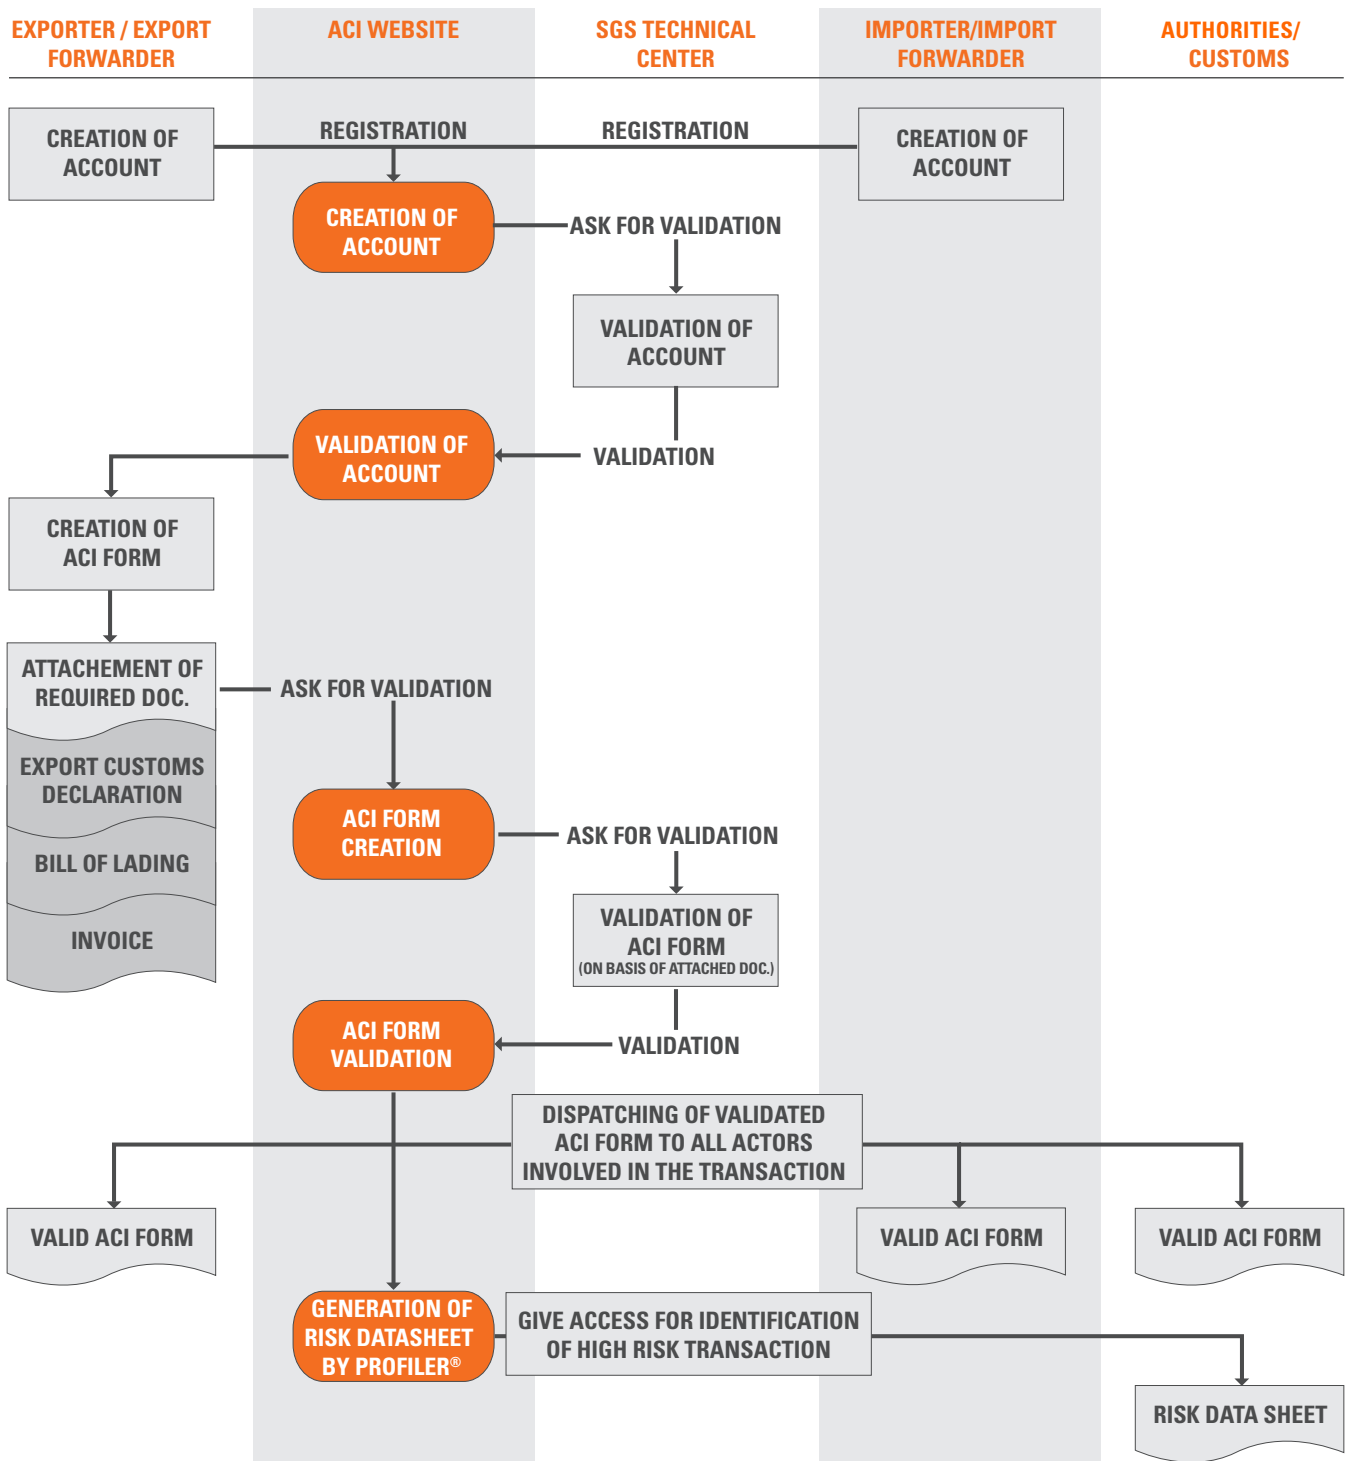 EXPORTER / EXPORT
FORWARDER
ACI WEBSITE
SGS TECHNICAL
CENTER
IMPORTER/IMPORT
FORWARDER
AUTHORITIES/
CUSTOMS
CREATION OF
ACCOUNT
REGISTRATION
REGISTRATION
CREATION OF
ACCOUNT
CREATION OF
ACCOUNT
ASK FOR VALIDATION
VALIDATION OF
ACCOUNT
VALIDATION OF
ACCOUNT
VALIDATION
CREATION OF
ACI FORM
ATTACHEMENT OF
REQUIRED DOC.
ASK FOR VALIDATION
EXPORT CUSTOMS
DECLARATION
BILL OF LADING
INVOICE
ACI FORM
CREATION
ASK FOR VALIDATION
VALIDATION OF
ACI FORM
(ON BASIS OF ATTACHED DOC.)
ACI FORM
VALIDATION
VALIDATION
DISPATCHING OF VALIDATED
ACI FORM TO ALL ACTORS
INVOLVED IN THE TRANSACTION
VALID ACI FORM
VALID ACI FORM
VALID ACI FORM
GENERATION OF
RISK DATASHEET
BY PROFILER®
GIVE ACCESS FOR IDENTIFICATION
OF HIGH RISK TRANSACTION
RISK DATA SHEET